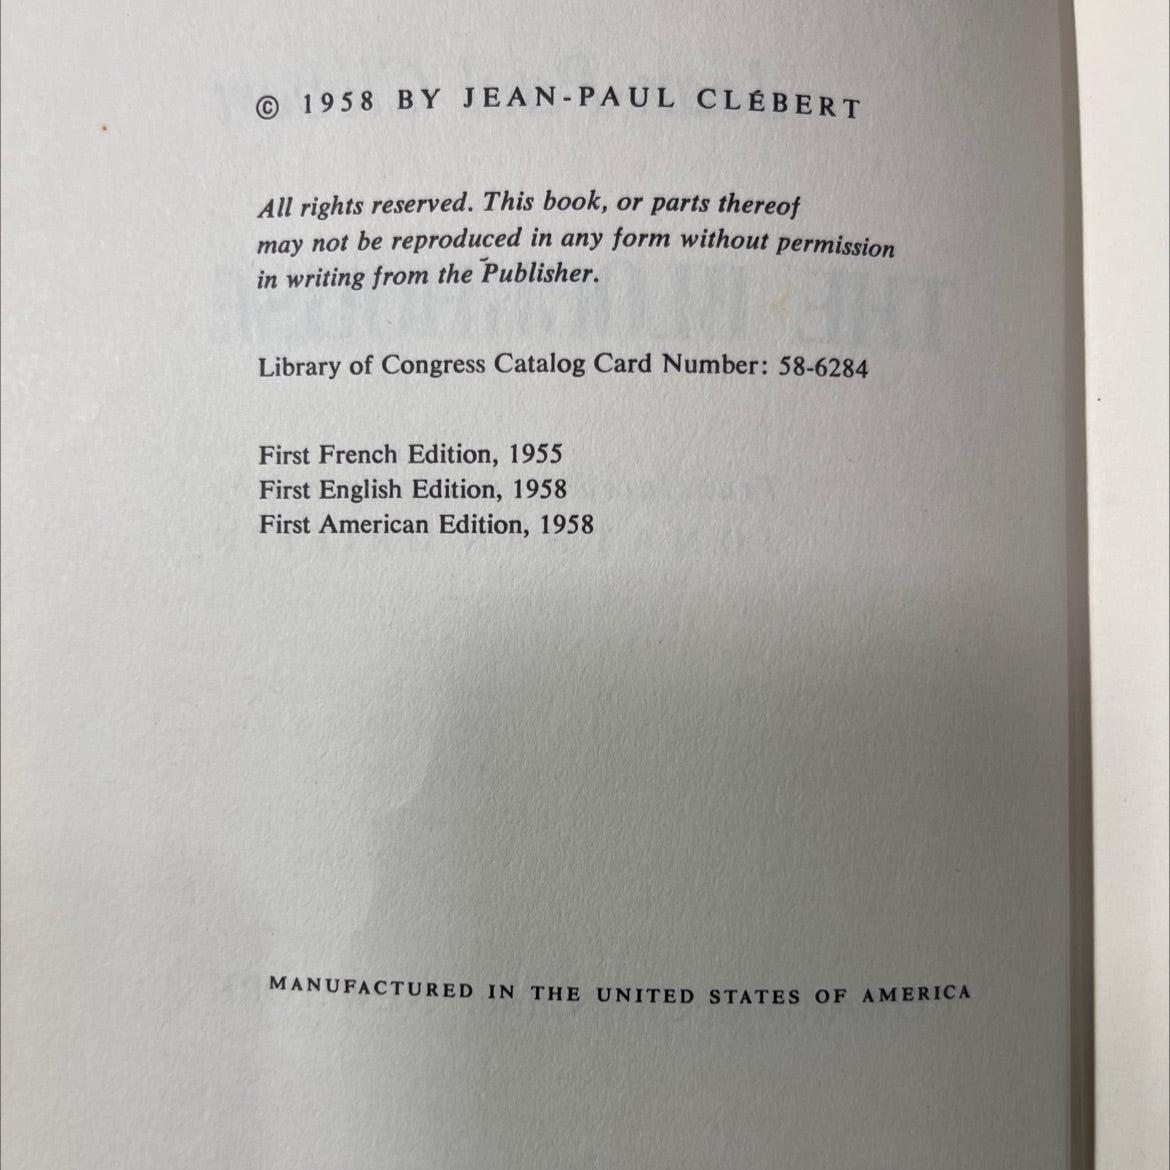 © 1958 BY JEAN-PAUL CLÉBERT
All rights reserved. This book, or parts thereof
may not be reproduced in any form without permission
in writing from the Publisher.
Library of Congress Catalog Card Number: 58-6284
First French Edition, 1955
First English Edition, 1958
First American Edition, 1958
MANUFACTURED IN THE UNITED STATES OF AMERICA